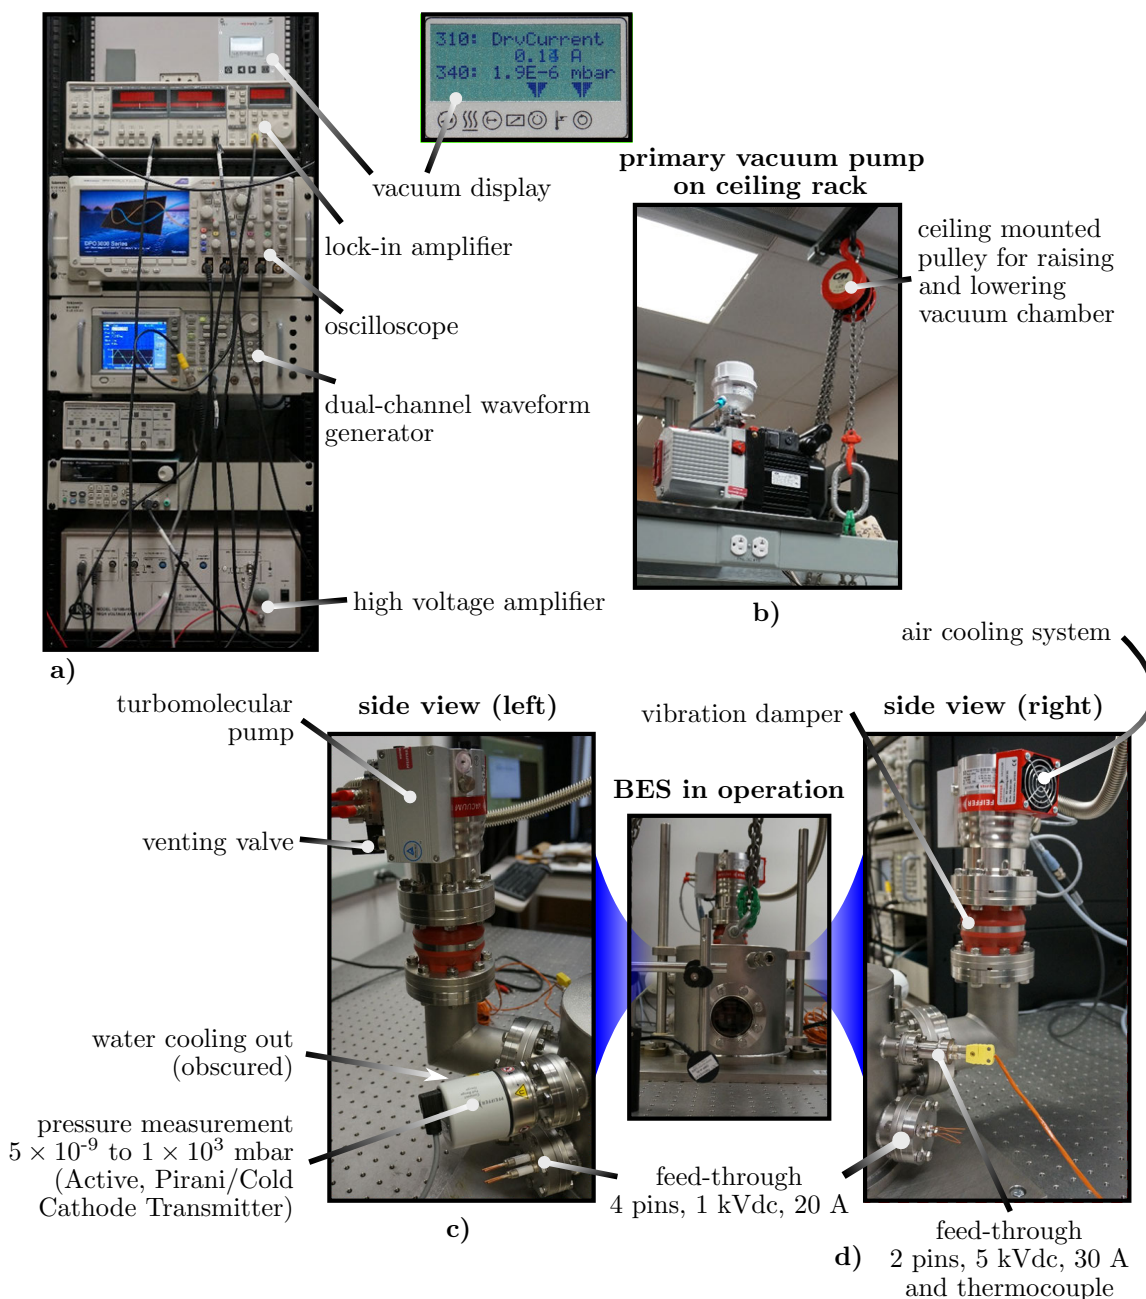 310: DrvCurrent
0.14 A
340: 1.9E-6 mbar
vacuum display
lock-in amplifier
oscilloscope
dual-channel waveform
generator
high voltage amplifier
a)
primary vacuum pump
on ceiling rack
ceiling mounted
pulley for raising
and lowering
vacuum chamber
CM
b)
air cooling system
turbomolecular
pump
side view (left)
venting valve
VACUUM
water cooling out
(obscured)
pressure measurement
5 × 10⁻⁹ to 1 × 10³ mbar
(Active, Pirani/Cold
Cathode Transmitter)
c)
BES in operation
vibration damper
side view (right)
PFEIFFER
feed-through
4 pins, 1 kVdc, 20 A
d)
feed-through
2 pins, 5 kVdc, 30 A
and thermocouple